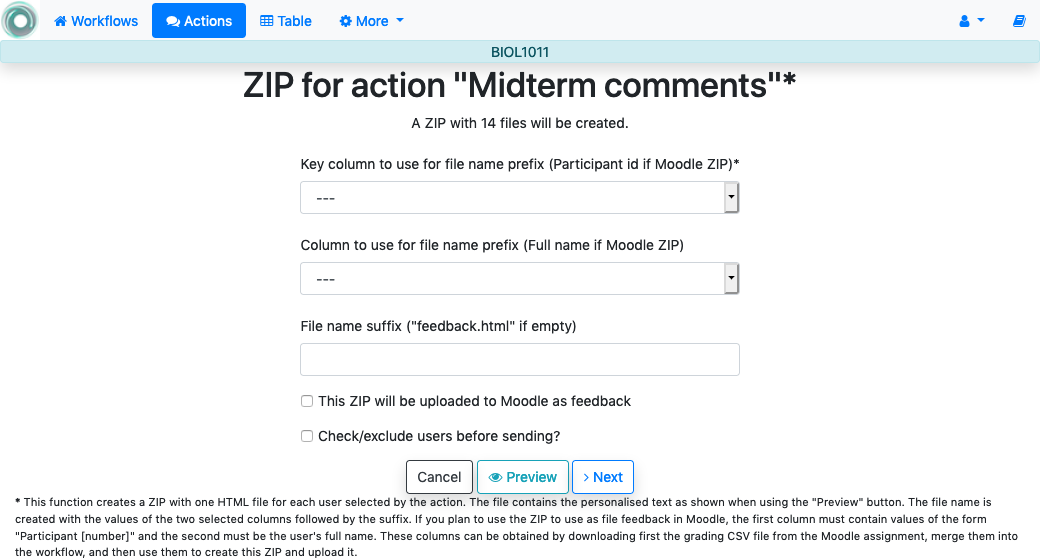 Workflows Actions Table More
BIOL1011
ZIP for action "Midterm comments"*
A ZIP with 14 files will be created.
Key column to use for file name prefix (Participant id if Moodle ZIP)*
---
Column to use for file name prefix (Full name if Moodle ZIP)
---
File name suffix ("feedback.html" if empty)
This ZIP will be uploaded to Moodle as feedback
Check/exclude users before sending?
Cancel Preview Next
* This function creates a ZIP with one HTML file for each user selected by the action. The file contains the personalised text as shown when using the "Preview" button. The file name is
created with the values of the two selected columns followed by the suffix. If you plan to use the ZIP to use as file feedback in Moodle, the first column must contain values of the form
"Participant [number]" and the second must be the user's full name. These columns can be obtained by downloading first the grading CSV file from the Moodle assignment, merge them into
the workflow, and then use them to create this ZIP and upload it.